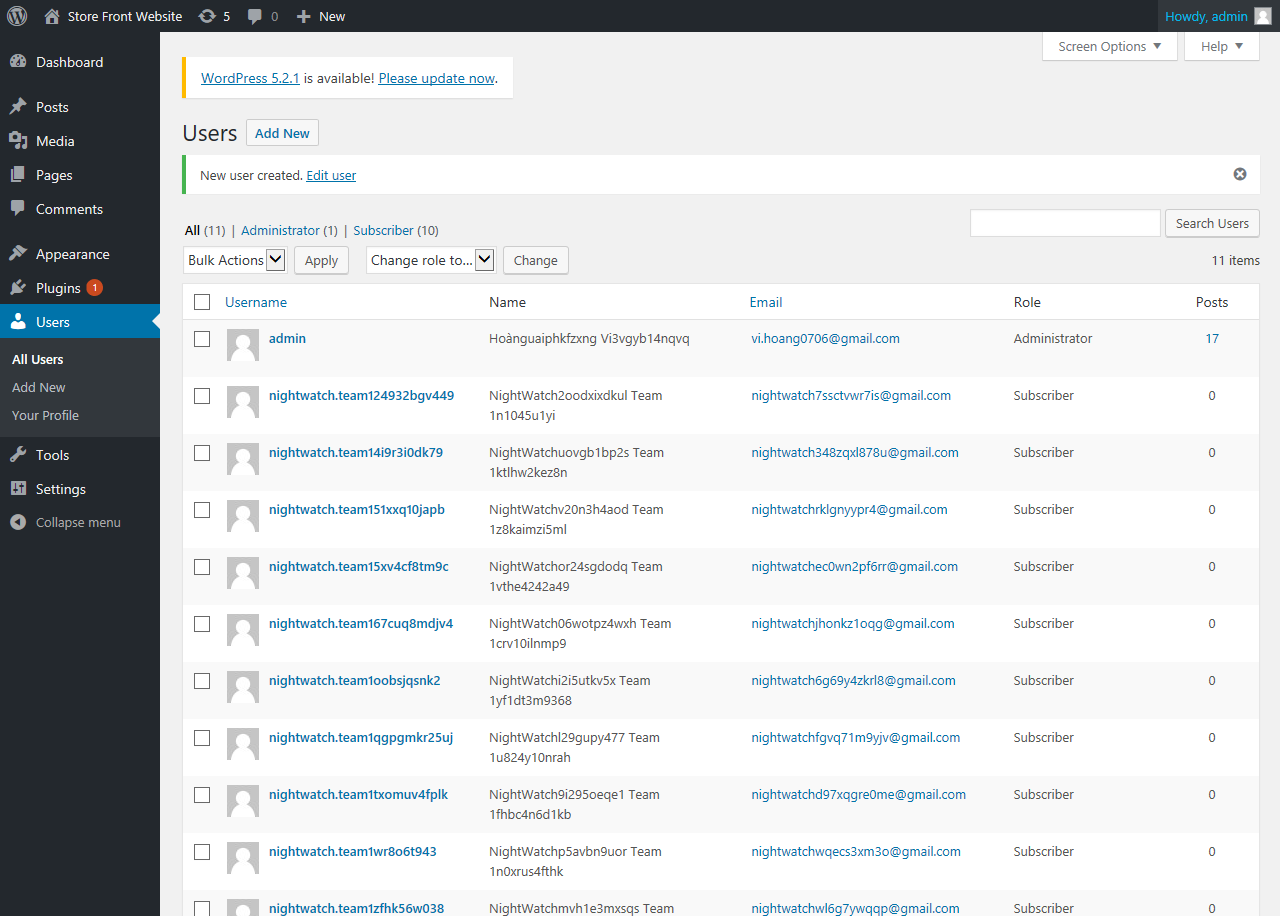 Store Front Website 5 0 New Howdy, admin
Screen Options Help
Dashboard
Posts
Media
Pages
Comments
Appearance
Plugins 1
Users
All Users
Add New
Your Profile
Tools
Settings
Collapse menu
WordPress 5.2.1 is available! Please update now.
Users Add New
New user created. Edit user
All (11) | Administrator (1) | Subscriber (10)
Search Users
Bulk Actions Apply Change role to... Change 11 items
Username Name Email Role Posts
admin Hoànguaiphkfzxng Vi3vgyb14nqvq vi.hoang0706@gmail.com Administrator 17
nightwatch.team124932bgv449 NightWatch2oodxixdkul Team nightwatch7ssctvwr7is@gmail.com Subscriber 0
1n1045u1yi
nightwatch.team14i9r3i0dk79 NightWatchuovgb1bp2s Team nightwatch348zqxl878u@gmail.com Subscriber 0
1ktlhw2kez8n
nightwatch.team151xxq10japb NightWatchv20n3h4aod Team nightwatchrklgnyypr4@gmail.com Subscriber 0
1z8kaimzi5ml
nightwatch.team15xv4cf8tm9c NightWatchor24sgdodq Team nightwatchec0wn2pf6rr@gmail.com Subscriber 0
1vthe4242a49
nightwatch.team167cuq8mdjv4 NightWatch06wotpz4wxh Team nightwatchjhonkz1oqg@gmail.com Subscriber 0
1crv10ilnmp9
nightwatch.team1oobsjqsnk2 NightWatchi2i5utkv5x Team nightwatch6g69y4zkrl8@gmail.com Subscriber 0
1yf1dt3m9368
nightwatch.team1qgpgmkr25uj NightWatchl29gupy477 Team nightwatchfgvq71m9yjv@gmail.com Subscriber 0
1u824y10nrah
nightwatch.team1txomuv4fplk NightWatch9i295oeqe1 Team nightwatchd97xqgre0me@gmail.com Subscriber 0
1fhbc4n6d1kb
nightwatch.team1wr8o6t943 NightWatchp5avbn9uor Team nightwatchwqecs3xm3o@gmail.com Subscriber 0
1n0xrus4fthk
nightwatch.team1zfhk56w038 NightWatchmvh1e3mxsqs Team nightwatchwl6g7ywqqp@gmail.com Subscriber 0